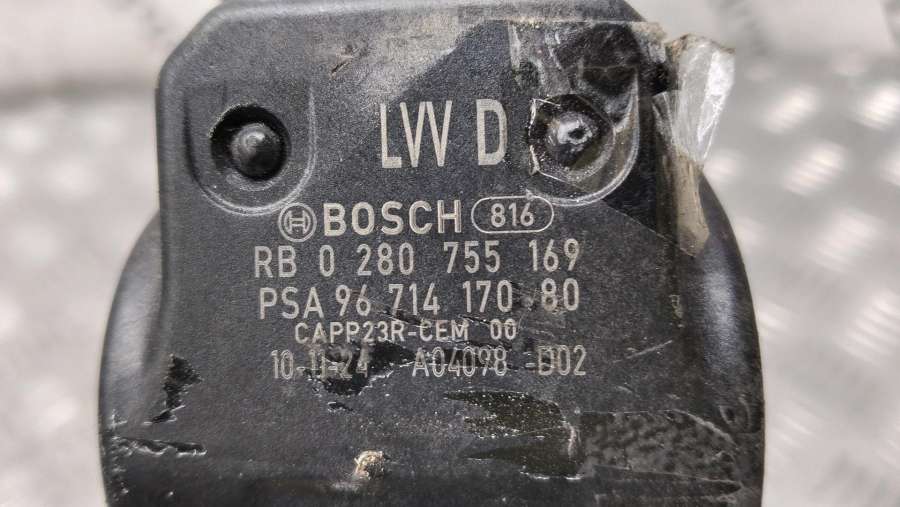 LW D
BOSCH 816
RB 0 280 755 169
PSA 96 714 170 80
CAPP23R-CEM 00
10-11-24 A04098 -D02